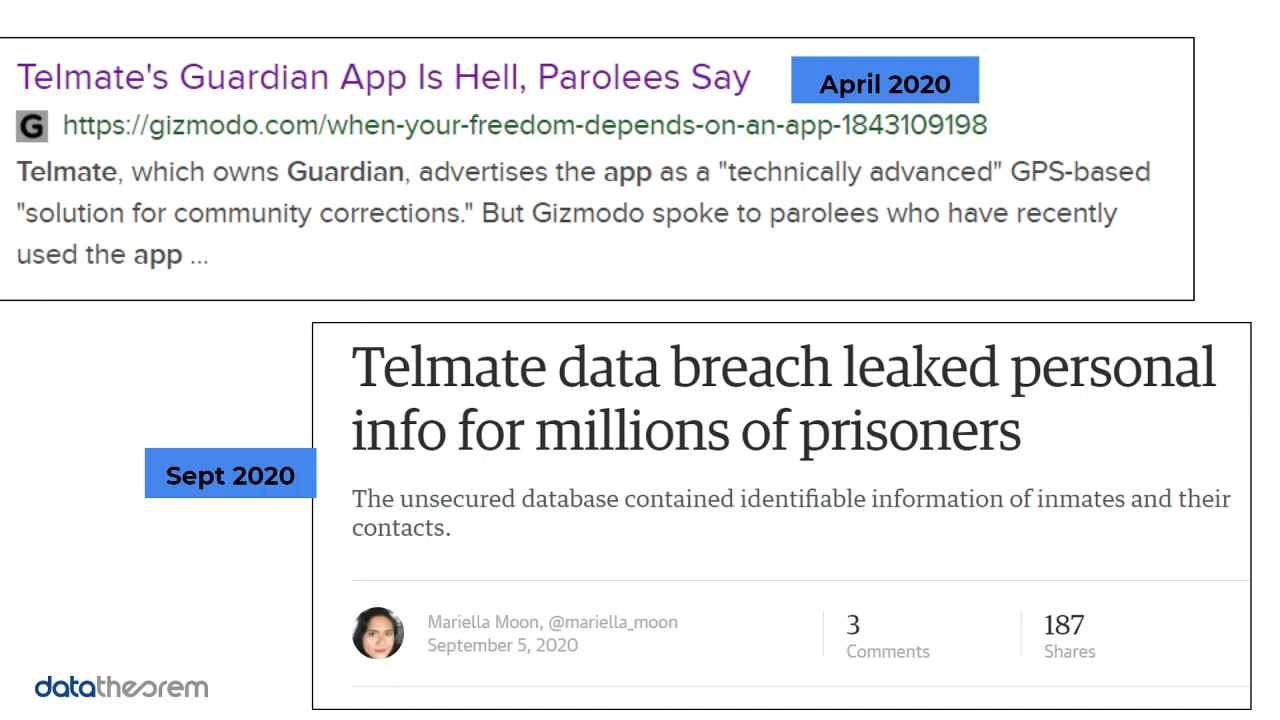 Telmate's Guardian App Is Hell, Parolees Say
April 2020
G https://gizmodo.com/when-your-freedom-depends-on-an-app-1843109198
Telmate, which owns Guardian, advertises the app as a "technically advanced" GPS-based
"solution for community corrections." But Gizmodo spoke to parolees who have recently
used the app ...
Telmate data breach leaked personal
info for millions of prisoners
Sept 2020
The unsecured database contained identifiable information of inmates and their
contacts.
Mariella Moon, @mariella_moon
September 5, 2020
3
Comments
187
Shares
datatheorem